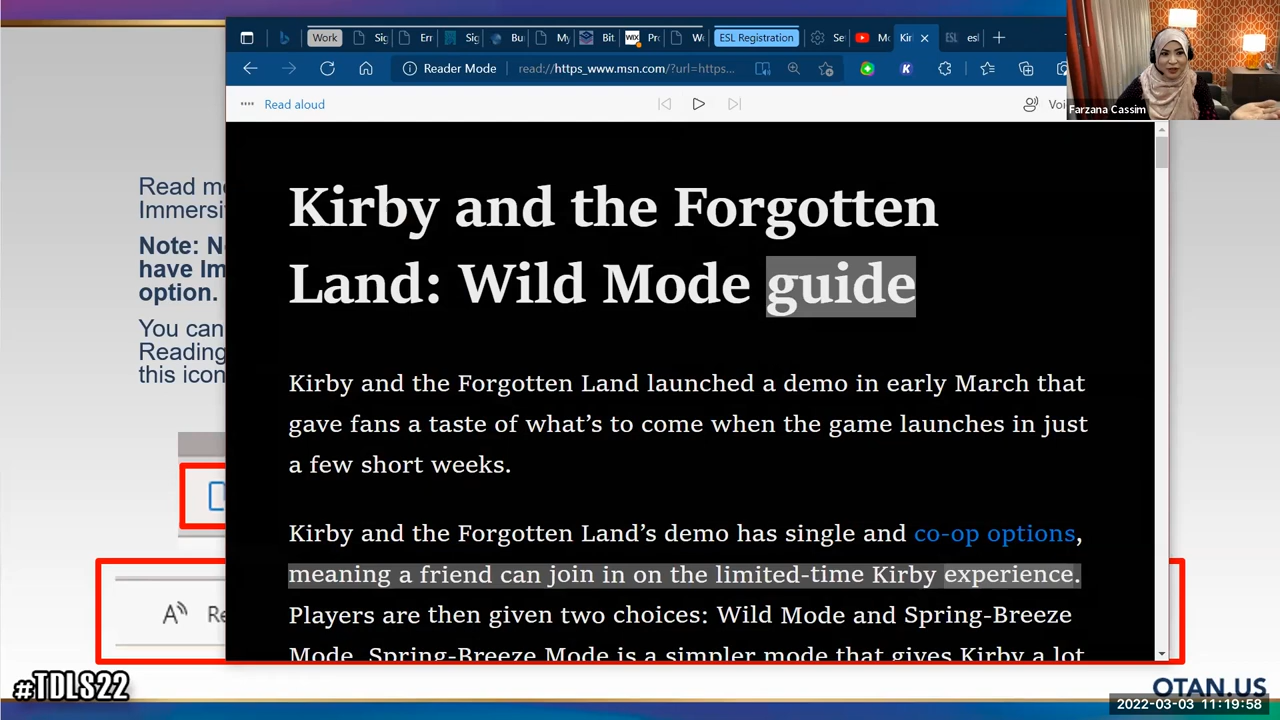 Work
Sig
Err
Sig
Bu
My
Bit
WIX
Pr
W
ESL Registration
Se
Mo
Kir
ESL
esl
Reader Mode
read://https_www.msn.com/?url=https...
Read aloud
Voi
Farzana Cassim
Read mo
Immersiv
Note: No
have Im
option.
You can
Reading
this icon
Re
Kirby and the Forgotten
Land: Wild Mode guide
Kirby and the Forgotten Land launched a demo in early March that
gave fans a taste of what’s to come when the game launches in just
a few short weeks.
Kirby and the Forgotten Land’s demo has single and co-op options,
meaning a friend can join in on the limited-time Kirby experience.
Players are then given two choices: Wild Mode and Spring-Breeze
Mode. Spring-Breeze Mode is a simpler mode that gives Kirby a lot
#TDLS22
OTAN.US
2022-03-03 11:19:58